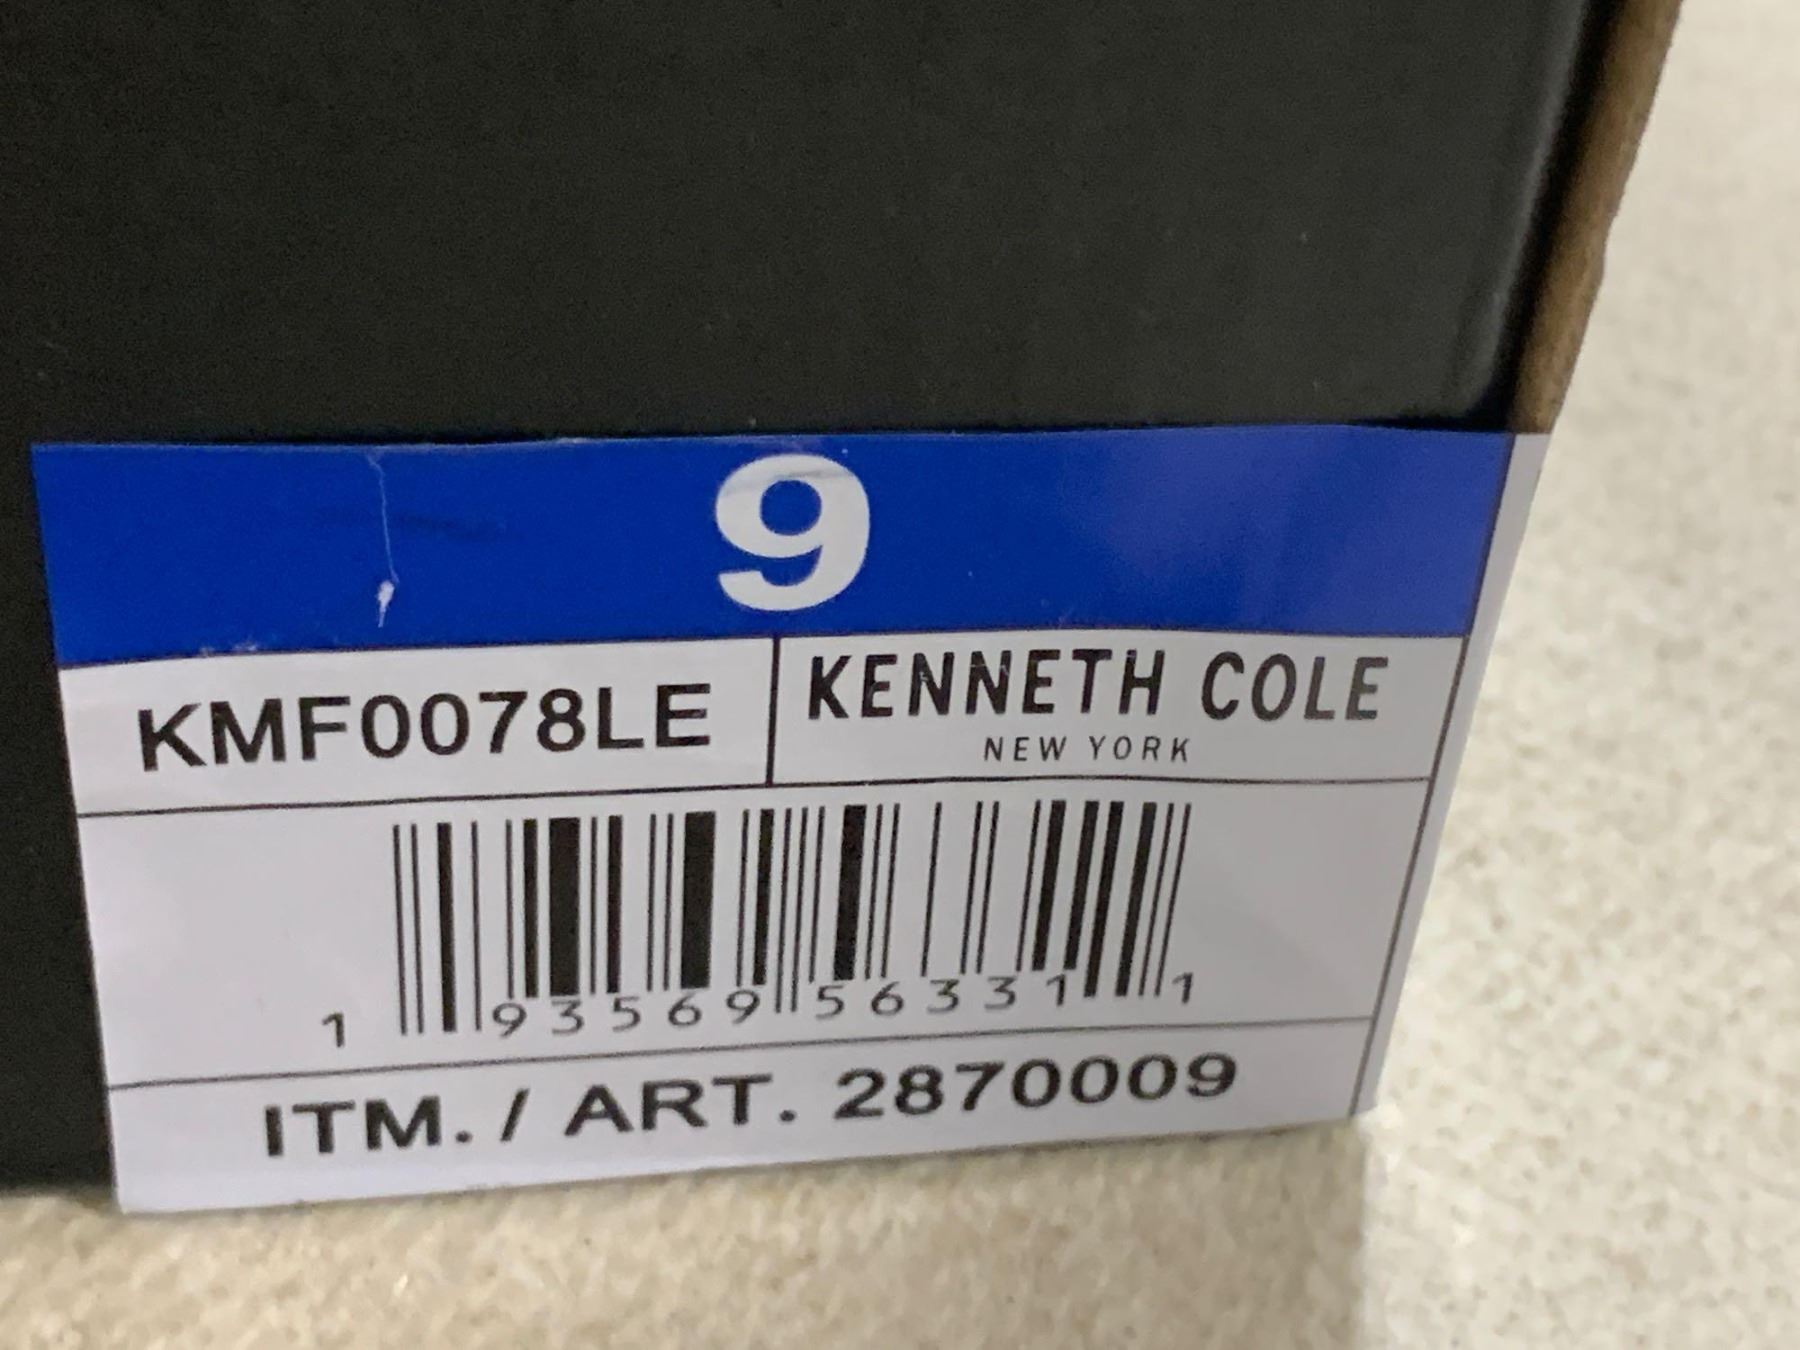 9
KMF0078LE
KENNETH COLE
NEW YORK
1 93569 56331 1
ITM. / ART. 2870009